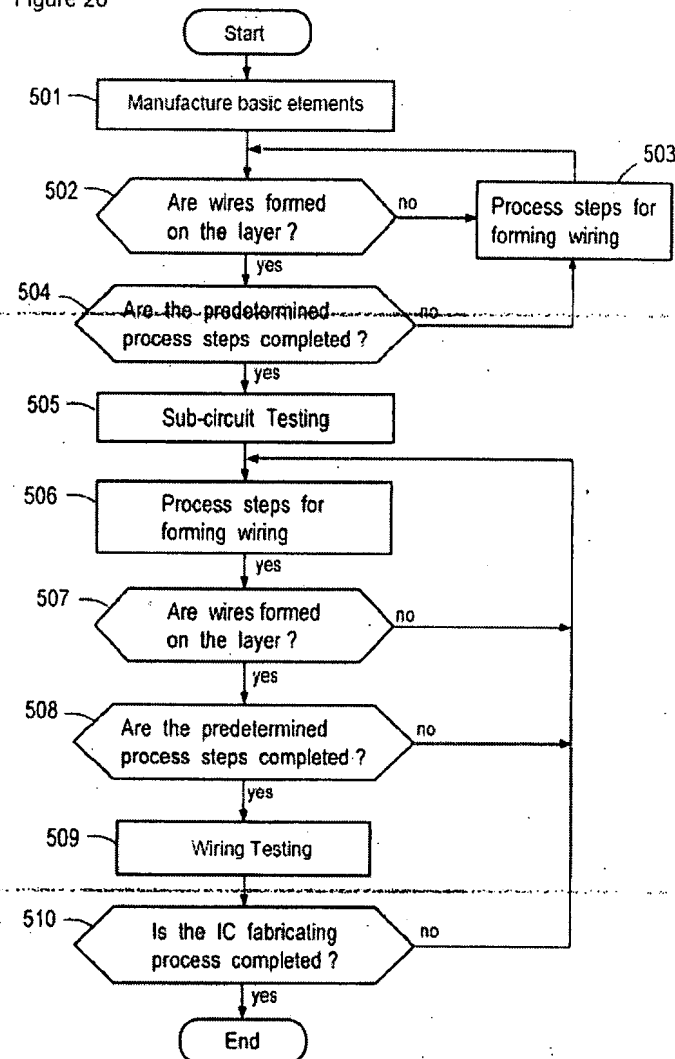 Figure 26
Start
501
Manufacture basic elements
503
502
Are wires formed
on the layer ?
no
Process steps for
forming wiring
yes
504
Are the predetermined
process steps completed ?
no
yes
505
Sub-circuit Testing
506
Process steps for
forming wiring
yes
507
Are wires formed
on the layer ?
no
yes
508
Are the predetermined
process steps completed ?
no
yes
509
Wiring Testing
510
Is the IC fabricating
process completed ?
no
yes
End